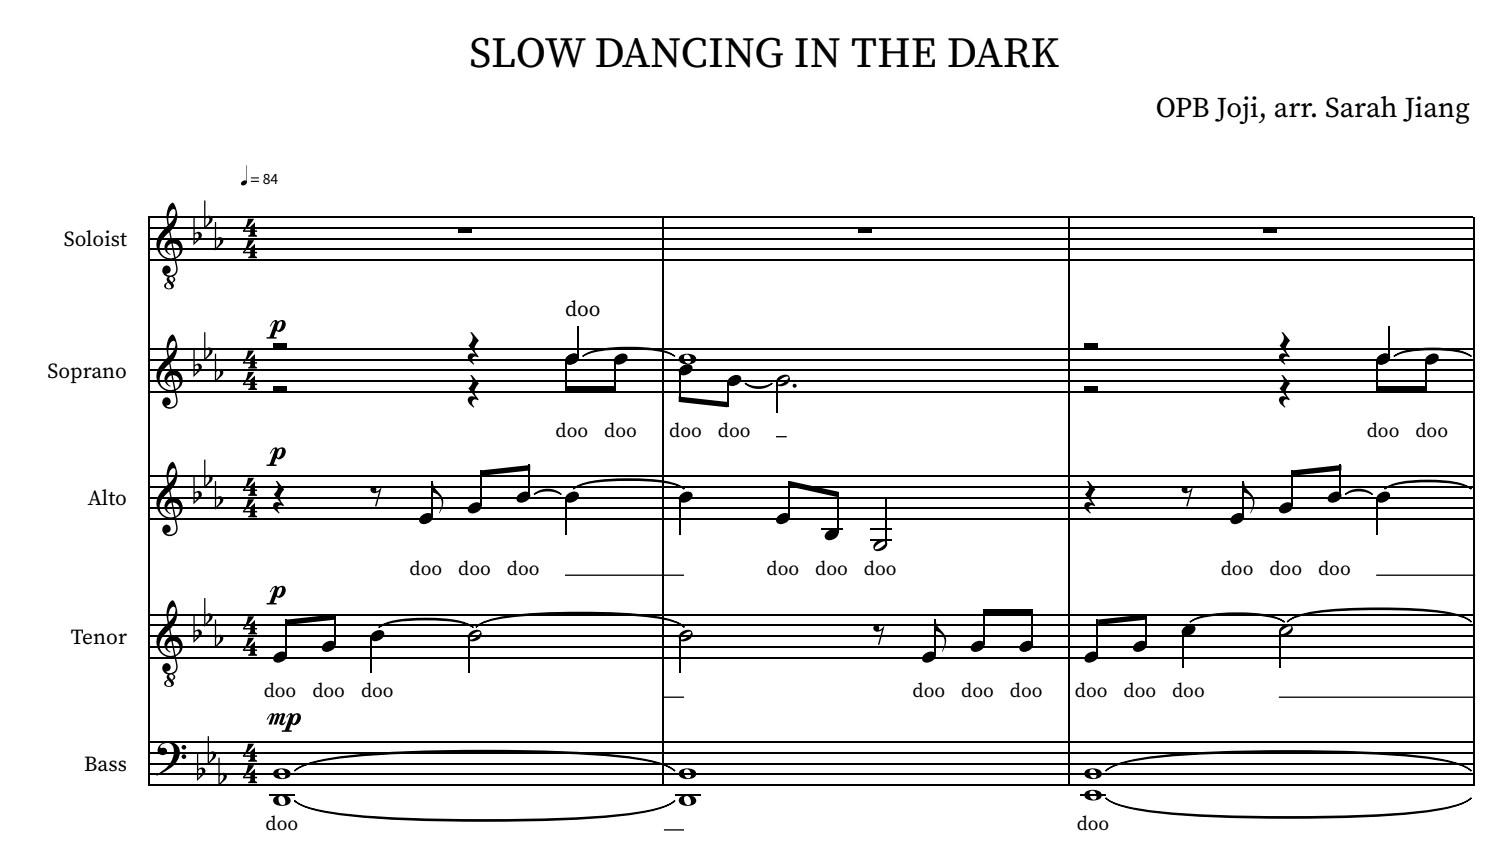 SLOW DANCING IN THE DARK
OPB Joji, arr. Sarah Jiang
♩ = 84
Soloist
doo
p
Soprano
doo doo doo doo _ doo doo
p
Alto
doo doo doo doo doo doo doo doo doo
p
Tenor
doo doo doo doo doo doo doo doo doo
mp
Bass
doo doo